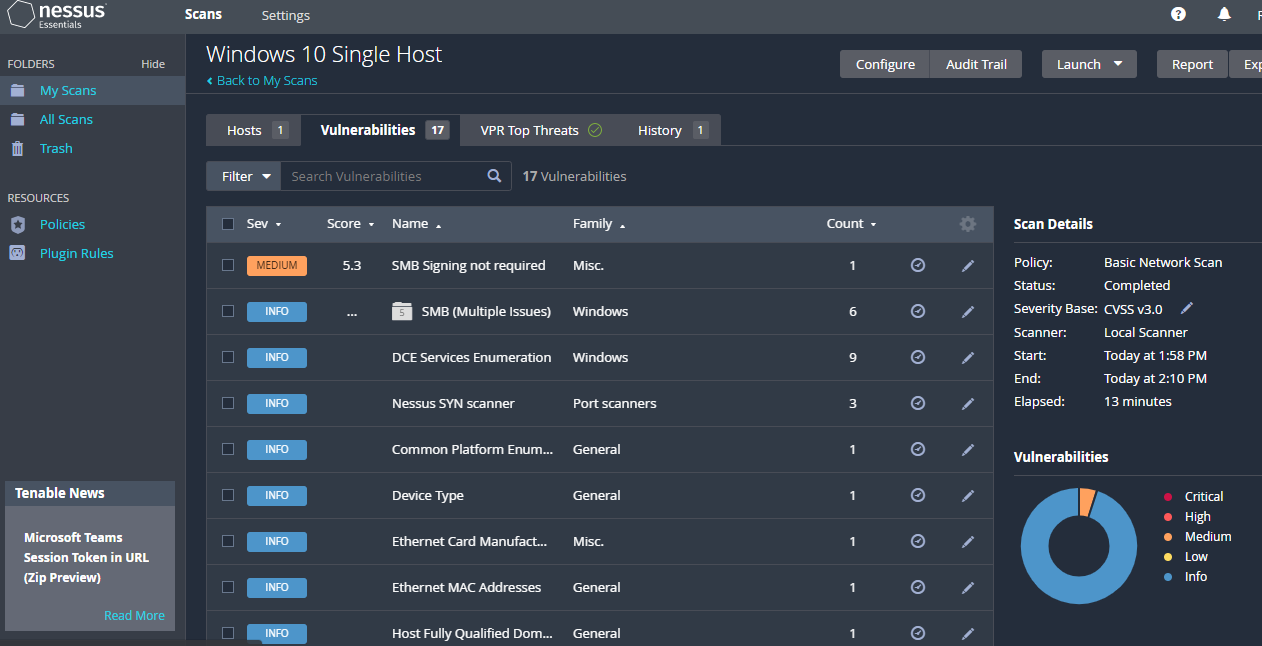 nessus
Essentials
Scans Settings
FOLDERS Hide
My Scans
All Scans
Trash
RESOURCES
Policies
Plugin Rules
Tenable News
Microsoft Teams
Session Token in URL
(Zip Preview)
Read More
Windows 10 Single Host
Back to My Scans
Configure Audit Trail Launch Report Exp
Hosts 1 Vulnerabilities 17 VPR Top Threats History 1
Filter Search Vulnerabilities 17 Vulnerabilities
Sev Score Name Family Count
MEDIUM 5.3 SMB Signing not required Misc. 1
INFO ... 5 SMB (Multiple Issues) Windows 6
INFO DCE Services Enumeration Windows 9
INFO Nessus SYN scanner Port scanners 3
INFO Common Platform Enum... General 1
INFO Device Type General 1
INFO Ethernet Card Manufact... Misc. 1
INFO Ethernet MAC Addresses General 1
INFO Host Fully Qualified Dom... General 1
Scan Details
Policy: Basic Network Scan
Status: Completed
Severity Base: CVSS v3.0
Scanner: Local Scanner
Start: Today at 1:58 PM
End: Today at 2:10 PM
Elapsed: 13 minutes
Vulnerabilities
Critical
High
Medium
Low
Info